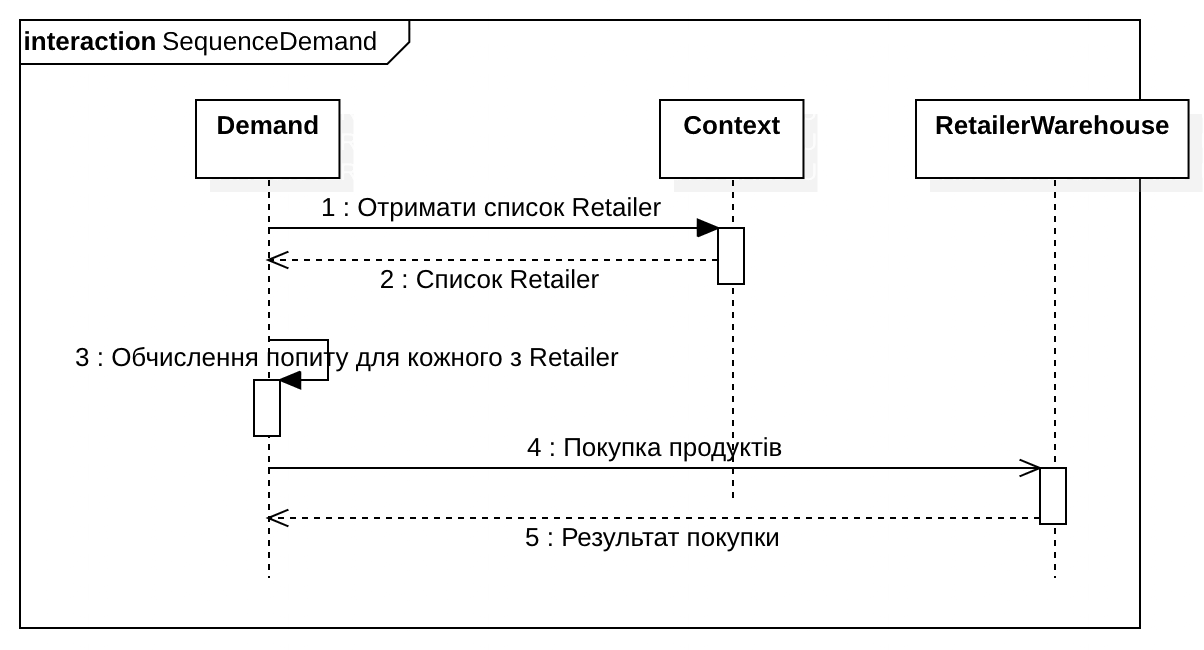 interaction SequenceDemand
Demand
Context
RetailerWarehouse
1 : Отримати список Retailer
2 : Список Retailer
3 : Обчислення попиту для кожного з Retailer
4 : Покупка продуктів
5 : Результат покупки